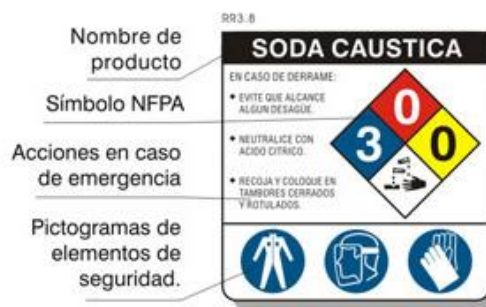 RR3.8
Nombre de
producto
SODA CAUSTICA
Símbolo NFPA
EN CASO DE DERRAME:
• EVITE QUE ALCANCE
ALGUN DESAGÜE.
• NEUTRALICE CON
ACIDO CITRICO.
• RECOJA Y COLOQUE EN
TAMBORES CERRADOS
Y ROTULADOS.
0
3
0
Acciones en caso
de emergencia
Pictogramas de
elementos de
seguridad.